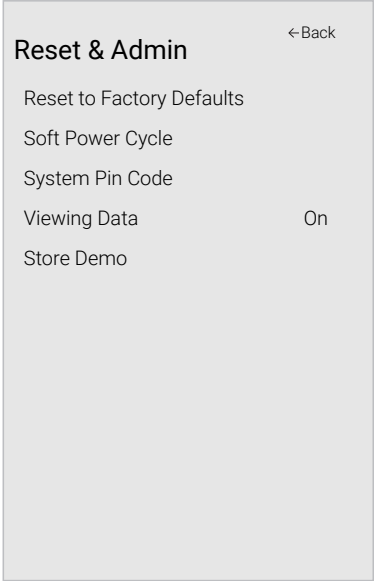 ←Back
Reset & Admin
Reset to Factory Defaults
Soft Power Cycle
System Pin Code
Viewing Data On
Store Demo